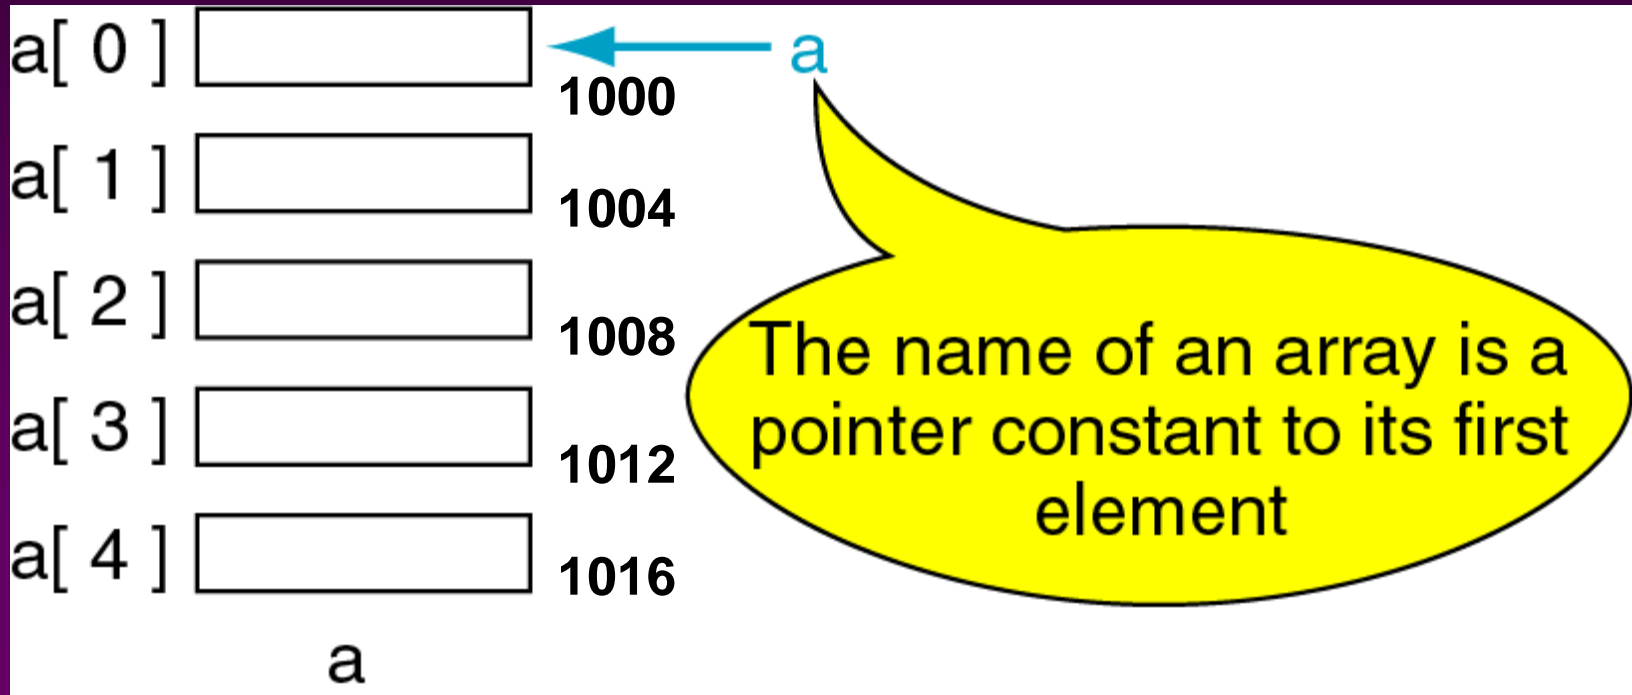 a[ 0 ]
a
1000
a[ 1 ]
1004
a[ 2 ]
1008
a[ 3 ]
1012
a[ 4 ]
1016
a
The name of an array is a
pointer constant to its first
element